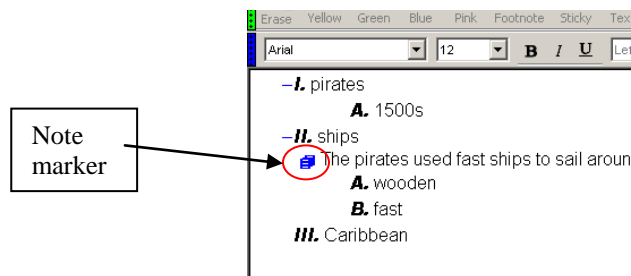 Erase Yellow Green Blue Pink Footnote Sticky Tex
Arial 12 B I U Let
–I. pirates
A. 1500s
–II. ships
Note marker
The pirates used fast ships to sail aroun
A. wooden
B. fast
III. Caribbean